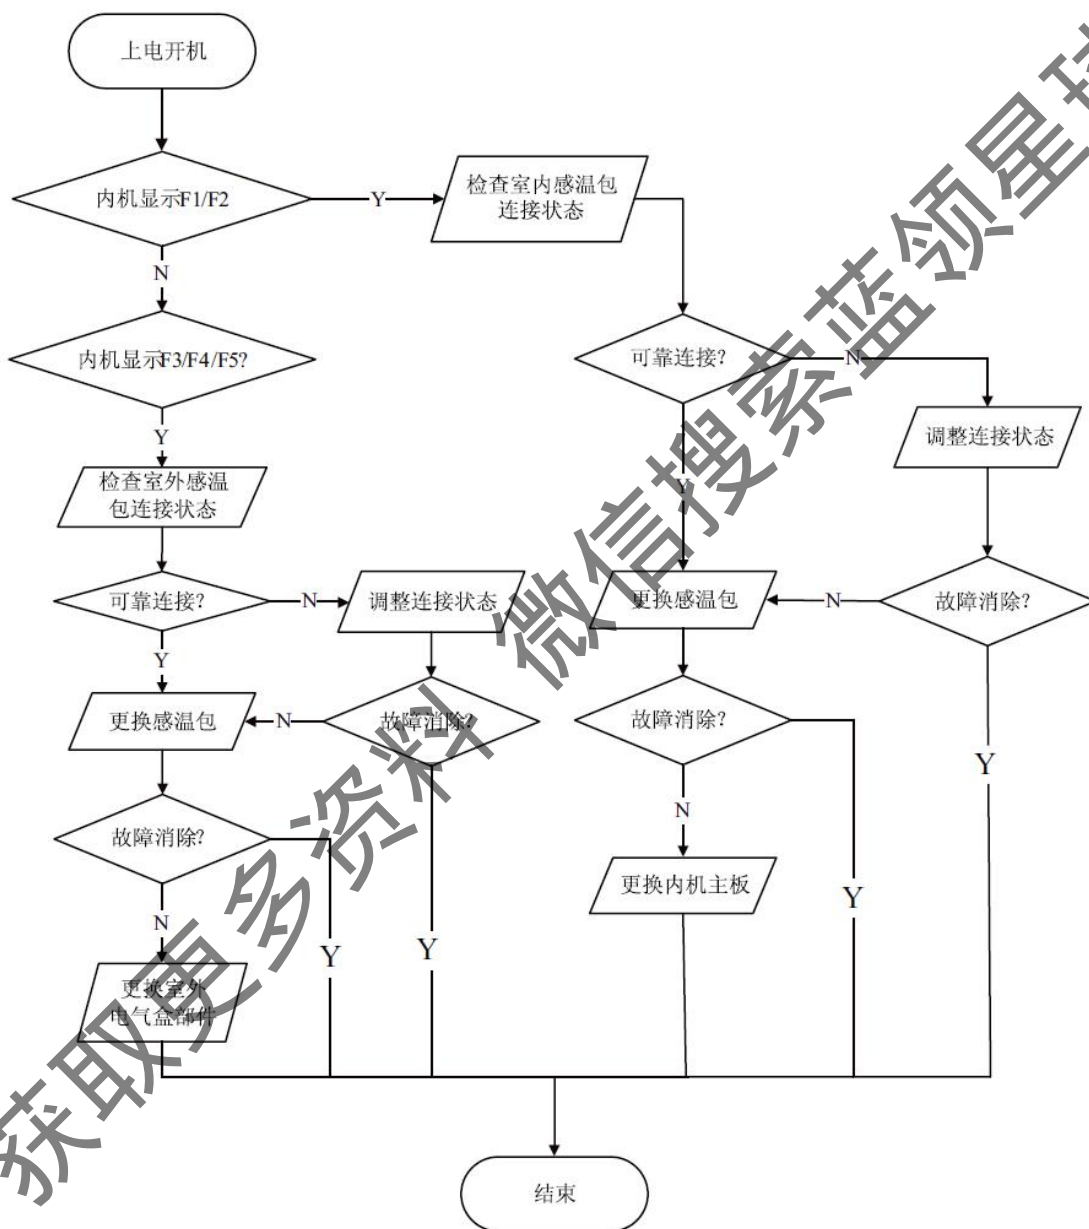 上电开机
内机显示F1/F2
Y
检查室内感温包
连接状态
N
内机显示F3/F4/F5?
可靠连接?
N
调整连接状态
Y
检查室外感温
包连接状态
Y
可靠连接?
N
调整连接状态
更换感温包
N
故障消除?
Y
更换感温包
N
故障消除?
故障消除?
Y
N
故障消除?
更换内机主板
Y
N
Y
Y
更换室外
电气盒部件
结束
获取更多资料 微信搜索蓝领星球